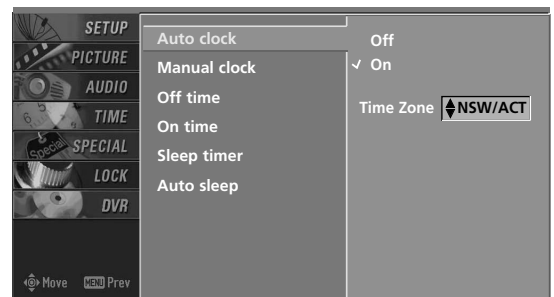 SETUP
PICTURE
AUDIO
TIME
Special SPECIAL
LOCK
DVR
Move MENU Prev
Auto clock
Manual clock
Off time
On time
Sleep timer
Auto sleep
Off
✓ On
Time Zone NSW/ACT